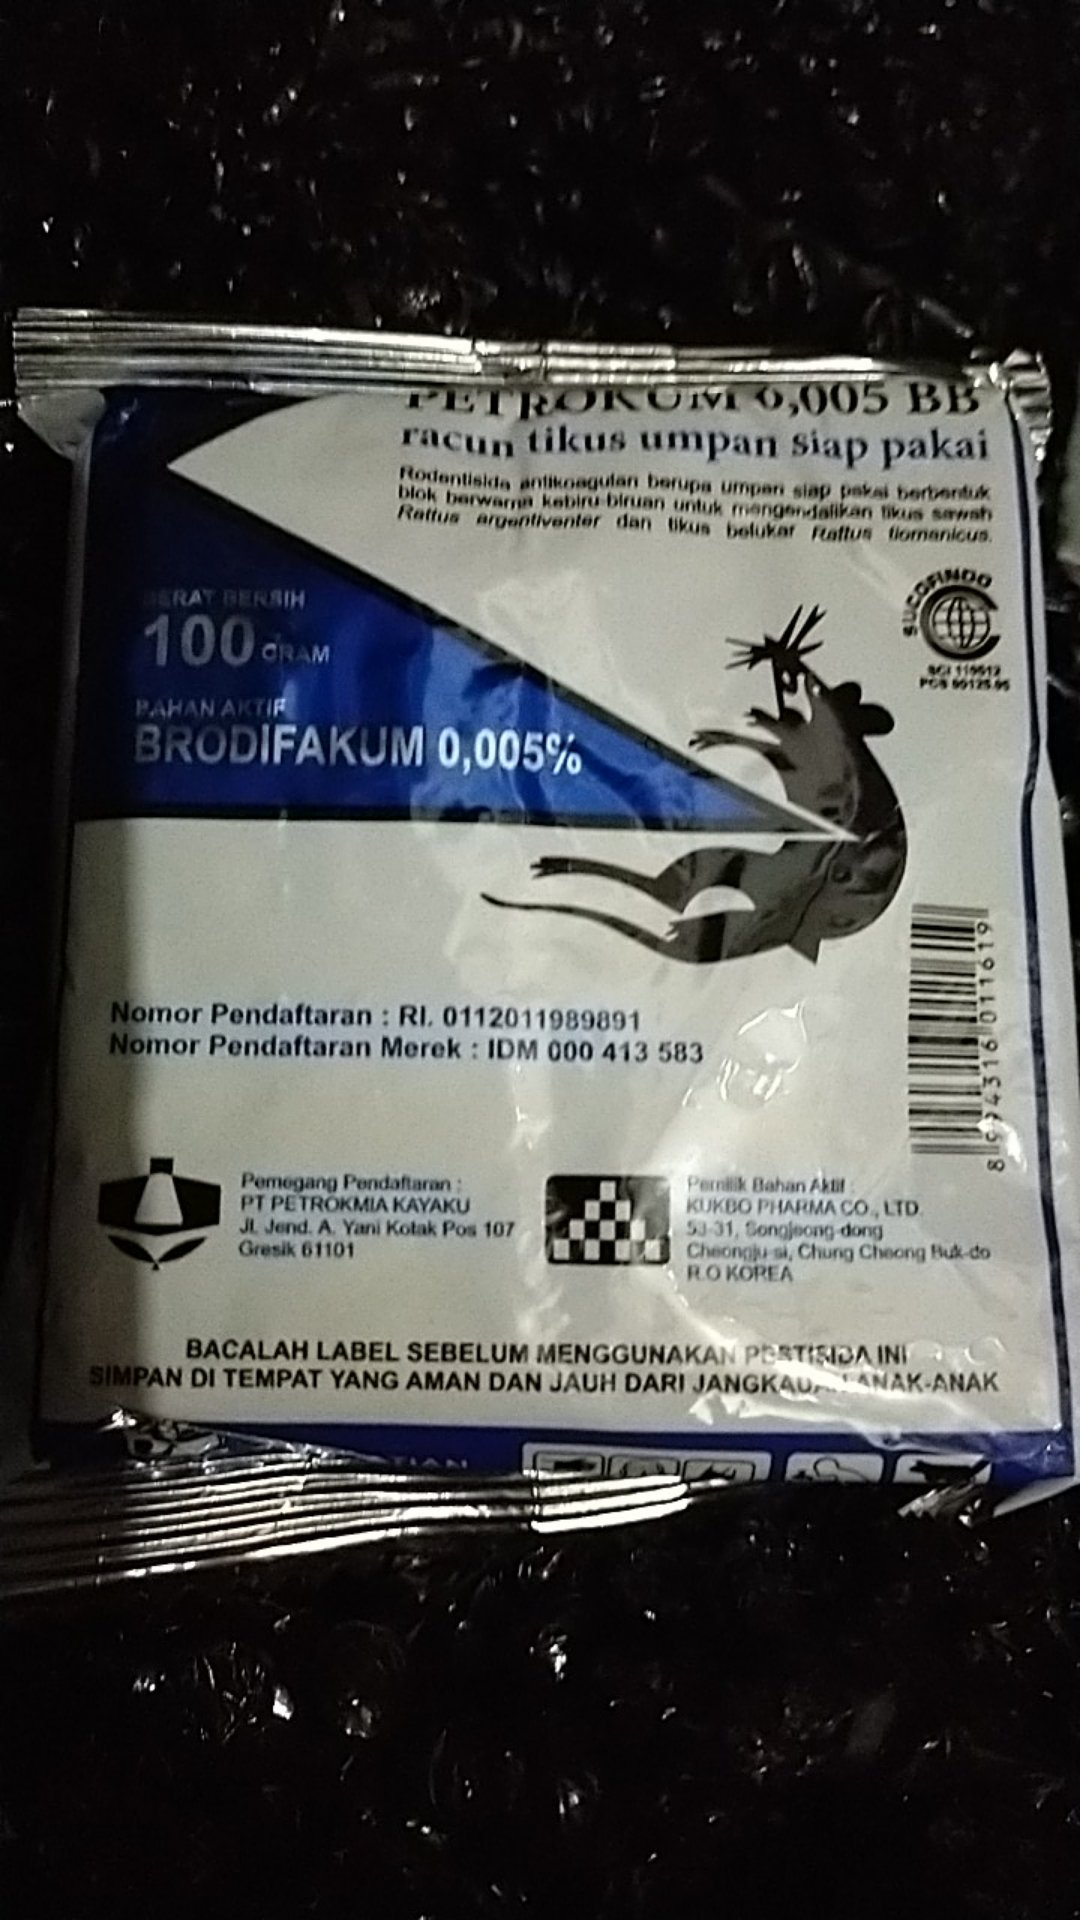 PETROKUM 0,005 BB
racun tikus umpan siap pakai
Rodentisida antikoagulan berupa umpan siap pakai berbentuk
blok berwarna kebiru-biruan untuk mengendalikan tikus sawah
Rattus argentiventer dan tikus belukar Rattus tiomanicus.
SUCOFINDO
BERAT BERSIH
100 GRAM
BAHAN AKTIF
BRODIFAKUM 0,005%
Nomor Pendaftaran : RI. 0112011989891
Nomor Pendaftaran Merek : IDM 000 413 583
8 994316 011619
Pemegang Pendaftaran :
PT PETROKMIA KAYAKU
Jl. Jend. A. Yani Kotak Pos 107
Gresik 61101
Pemilik Bahan Aktif :
KUKBO PHARMA CO., LTD.
53-31, Songjeong-dong
Cheongju-si, Chung Cheong Buk-do
R.O KOREA
BACALAH LABEL SEBELUM MENGGUNAKAN PESTISIDA INI
SIMPAN DI TEMPAT YANG AMAN DAN JAUH DARI JANGKAUAN ANAK-ANAK